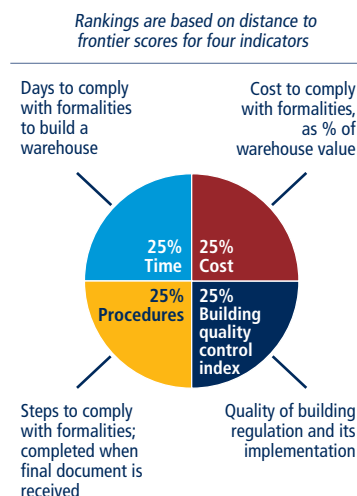 Rankings are based on distance to
frontier scores for four indicators
Days to comply
with formalities
to build a
warehouse
Cost to comply
with formalities,
as % of
warehouse value
25%
Time
25%
Cost
25%
Procedures
25%
Building
quality
control
index
Steps to comply
with formalities;
completed when
final document is
received
Quality of building
regulation and its
implementation